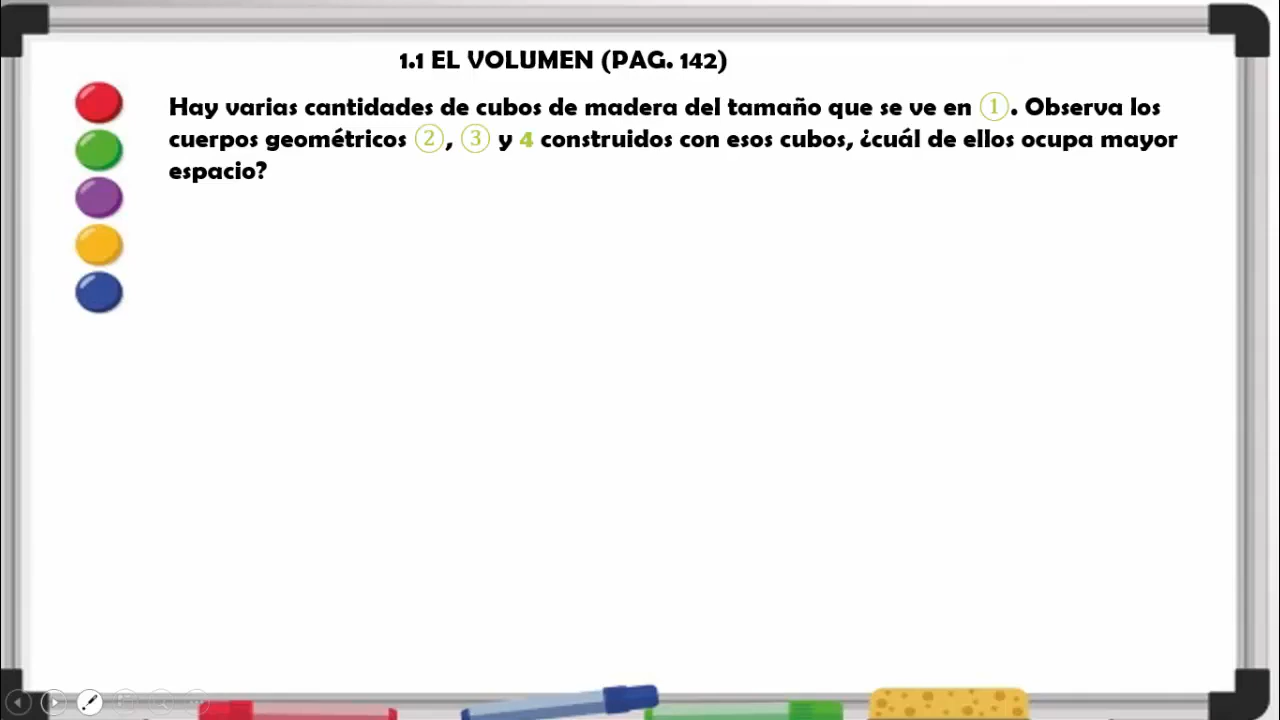 1.1 EL VOLUMEN (PAG. 142)
Hay varias cantidades de cubos de madera del tamaño que se ve en ①. Observa los
cuerpos geométricos ②, ③ y 4 construidos con esos cubos, ¿cuál de ellos ocupa mayor
espacio?